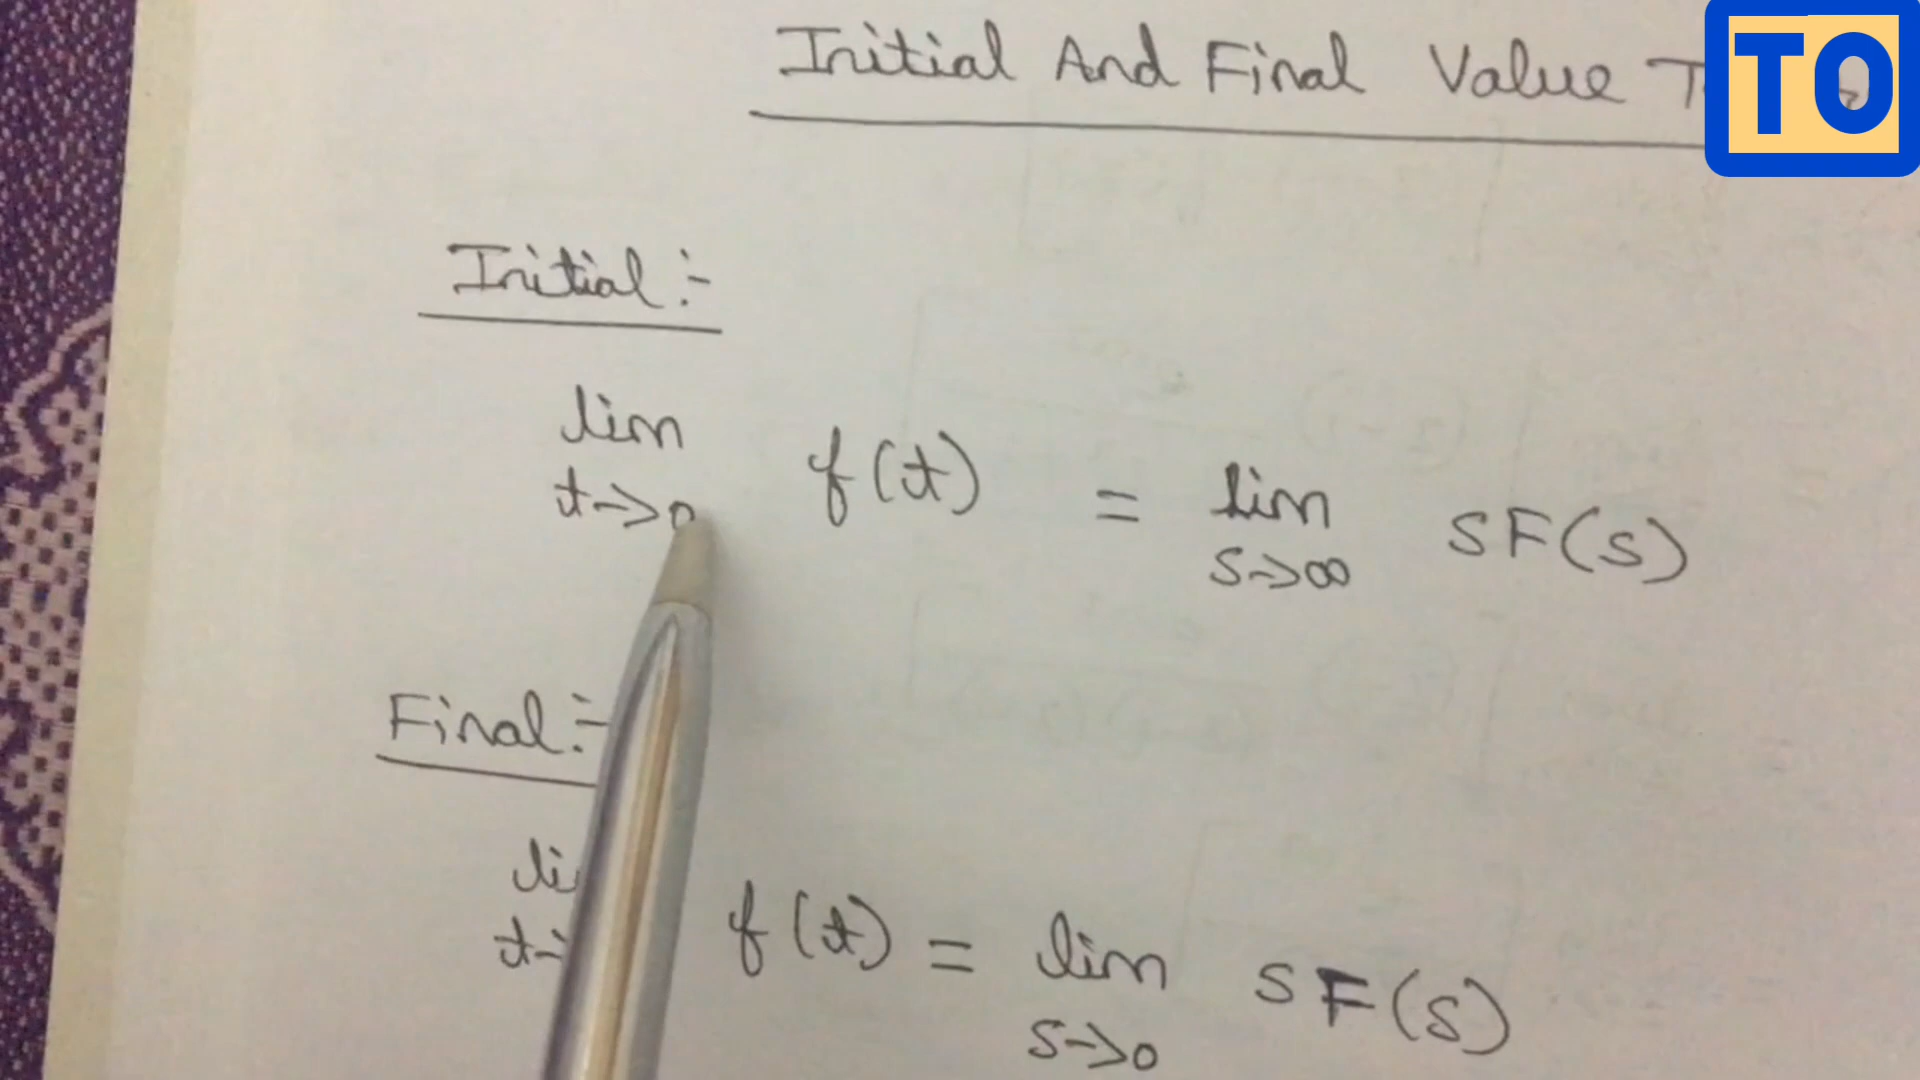 Initial And Final Value
TO
Initial :-
lim f(t) = lim SF(s)
t->0 s->∞
Final :-
f(t) = lim SF(s)
s->0